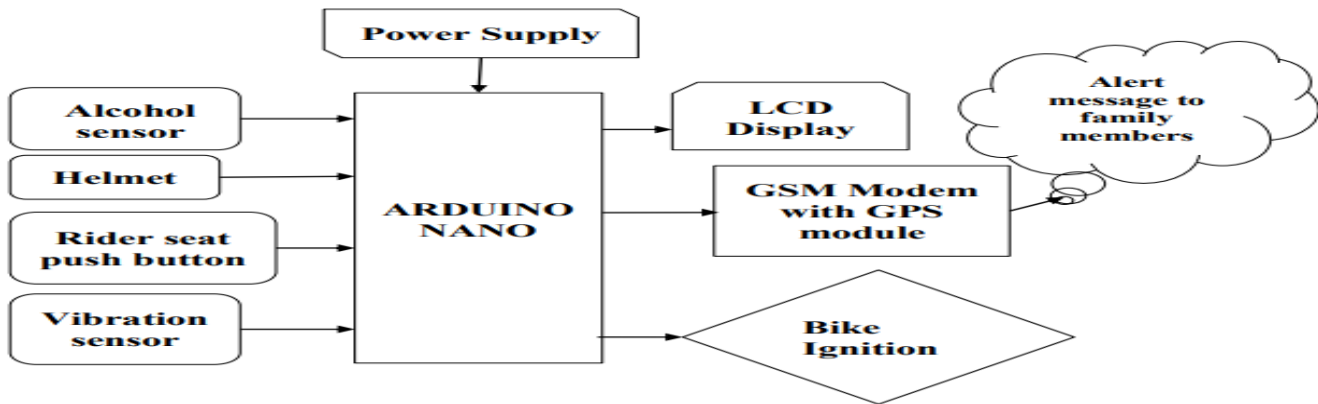 Power Supply
Alcohol
sensor
Helmet
Rider seat
push button
Vibration
sensor
ARDUINO
NANO
LCD
Display
GSM Modem
with GPS
module
Bike
Ignition
Alert
message to
family
members